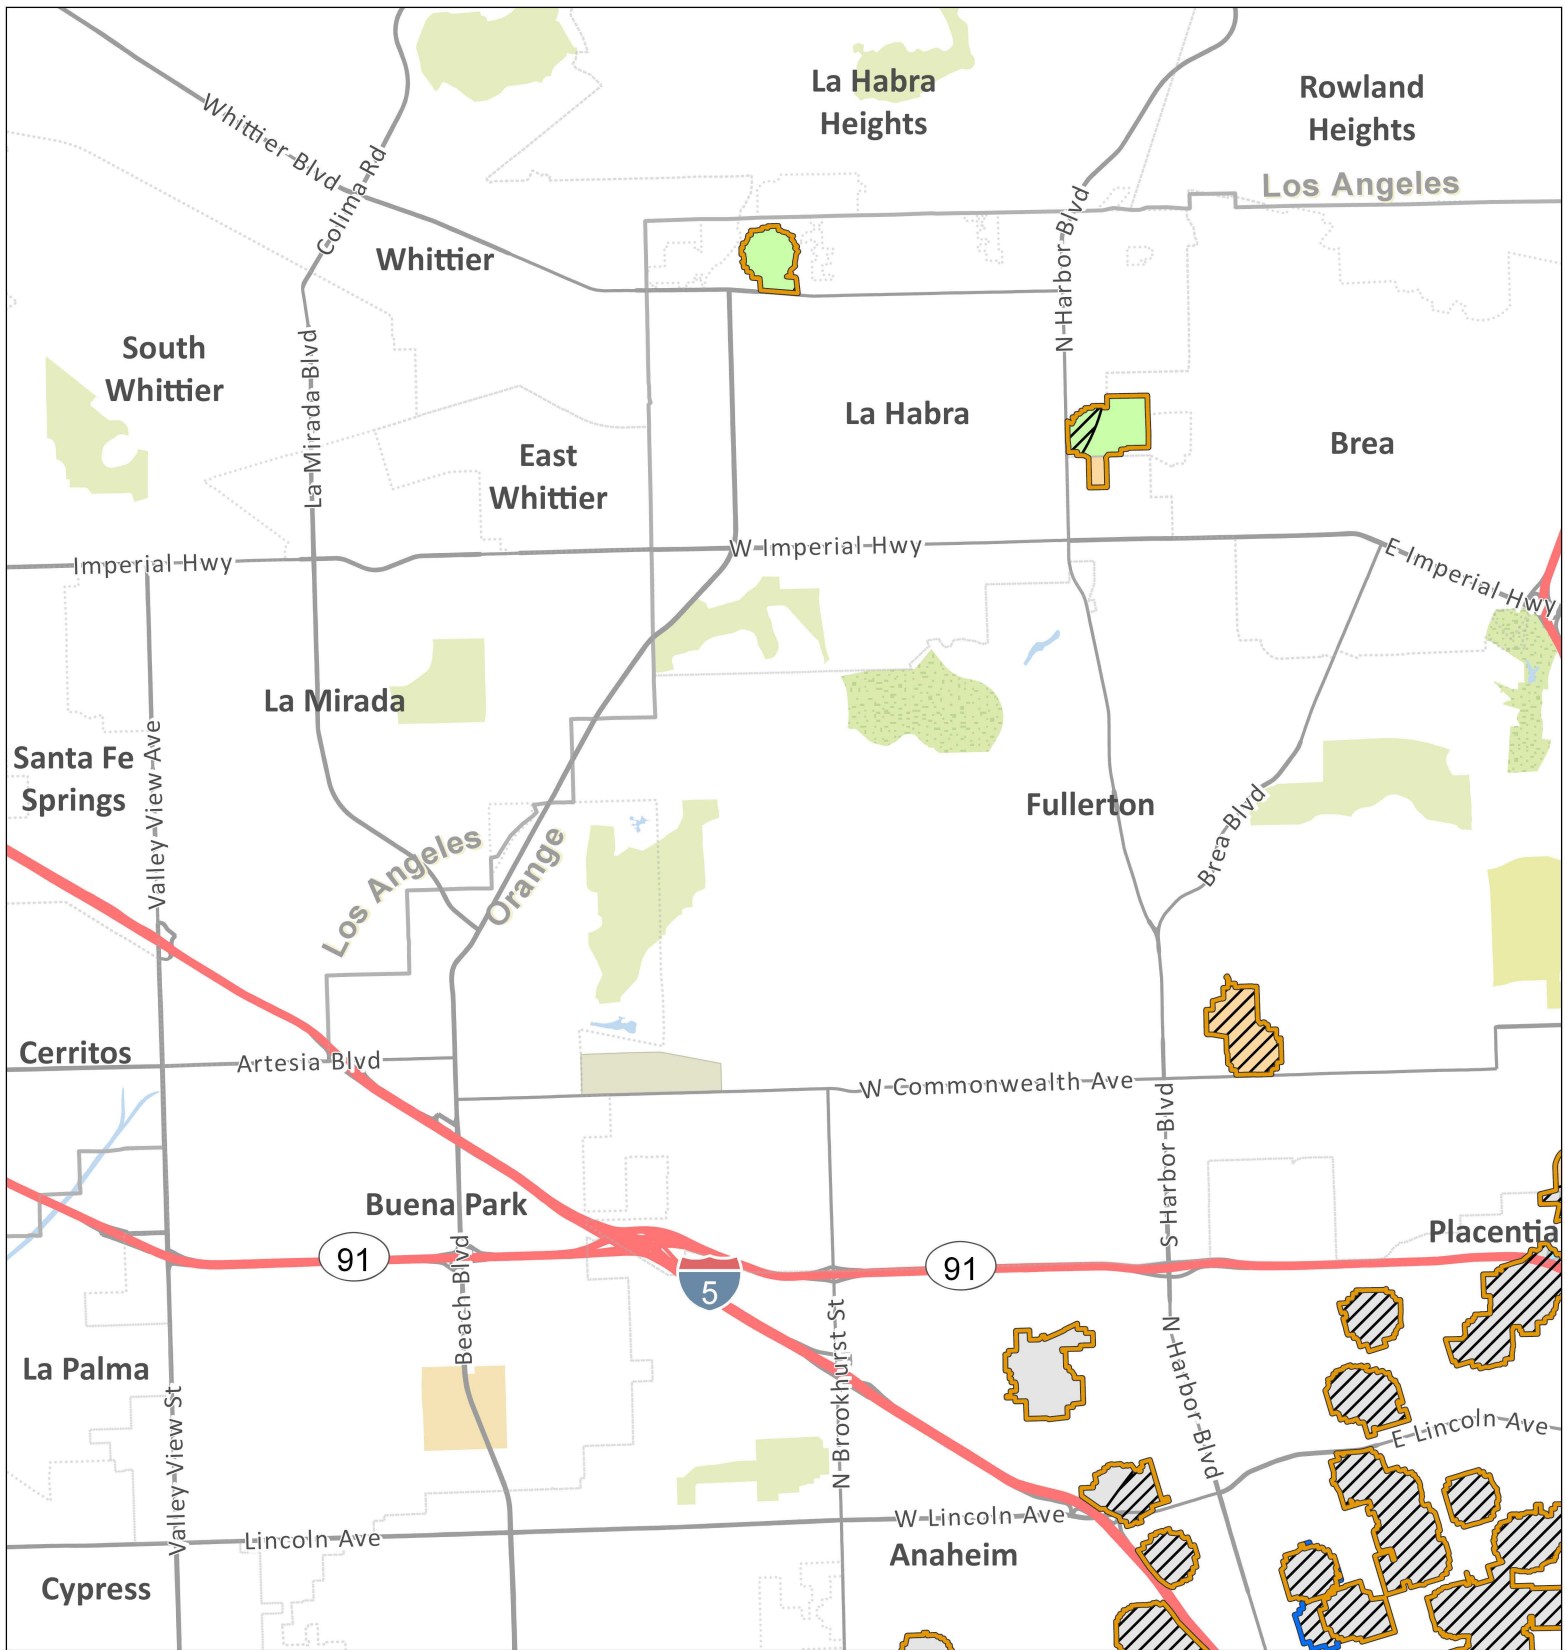 La Habra
Heights
Rowland
Heights
Whittier Blvd
Colima Rd
Los Angeles
N Harbor Blvd
Whittier
South
Whittier
La Mirada Blvd
La Habra
Brea
East
Whittier
W Imperial Hwy
E Imperial Hwy
Imperial Hwy
La Mirada
Santa Fe
Springs
Valley View Ave
Fullerton
Brea Blvd
Los Angeles
Orange
Cerritos
Artesia Blvd
W Commonwealth Ave
S Harbor Blvd
Buena Park
Placentia
91
91
5
Beach Blvd
N Brookhurst St
N Harbor Blvd
La Palma
Valley View St
E Lincoln Ave
W Lincoln Ave
Lincoln Ave
Anaheim
Cypress